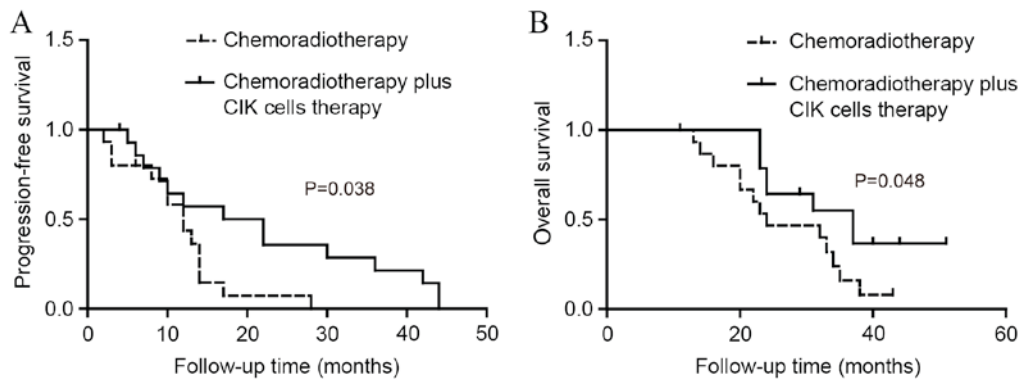 A
1.5
1.0
0.5
0.0
Progression-free survival
Chemoradiotherapy
Chemoradiotherapy plus
CIK cells therapy
P=0.038
0 10 20 30 40 50
Follow-up time (months)
B
1.5
1.0
0.5
0.0
Overall survival
Chemoradiotherapy
Chemoradiotherapy plus
CIK cells therapy
P=0.048
0 20 40 60
Follow-up time (months)